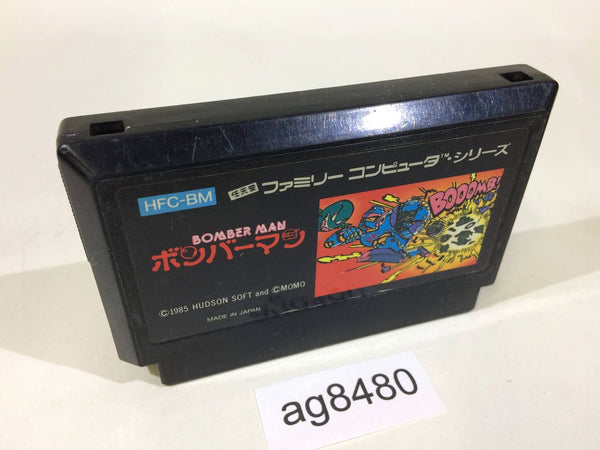 HFC-BM
任天堂 ファミリー コンピュータ™・シリーズ
BOMBER MAN
ボンバーマン
BOOOMB!
©1985 HUDSON SOFT and ©MOMO
MADE IN JAPAN
ag8480